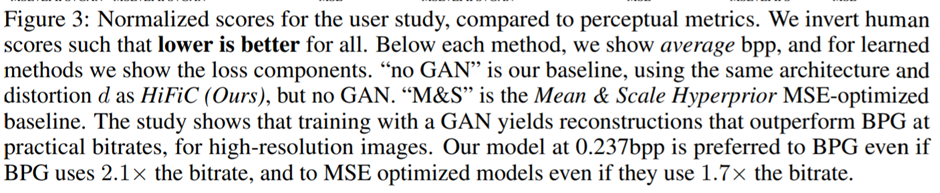 Figure 3: Normalized scores for the user study, compared to perceptual metrics. We invert human
scores such that lower is better for all. Below each method, we show average bpp, and for learned
methods we show the loss components. “no GAN” is our baseline, using the same architecture and
distortion d as HiFiC (Ours), but no GAN. “M&S” is the Mean & Scale Hyperprior MSE-optimized
baseline. The study shows that training with a GAN yields reconstructions that outperform BPG at
practical bitrates, for high-resolution images. Our model at 0.237bpp is preferred to BPG even if
BPG uses 2.1× the bitrate, and to MSE optimized models even if they use 1.7× the bitrate.